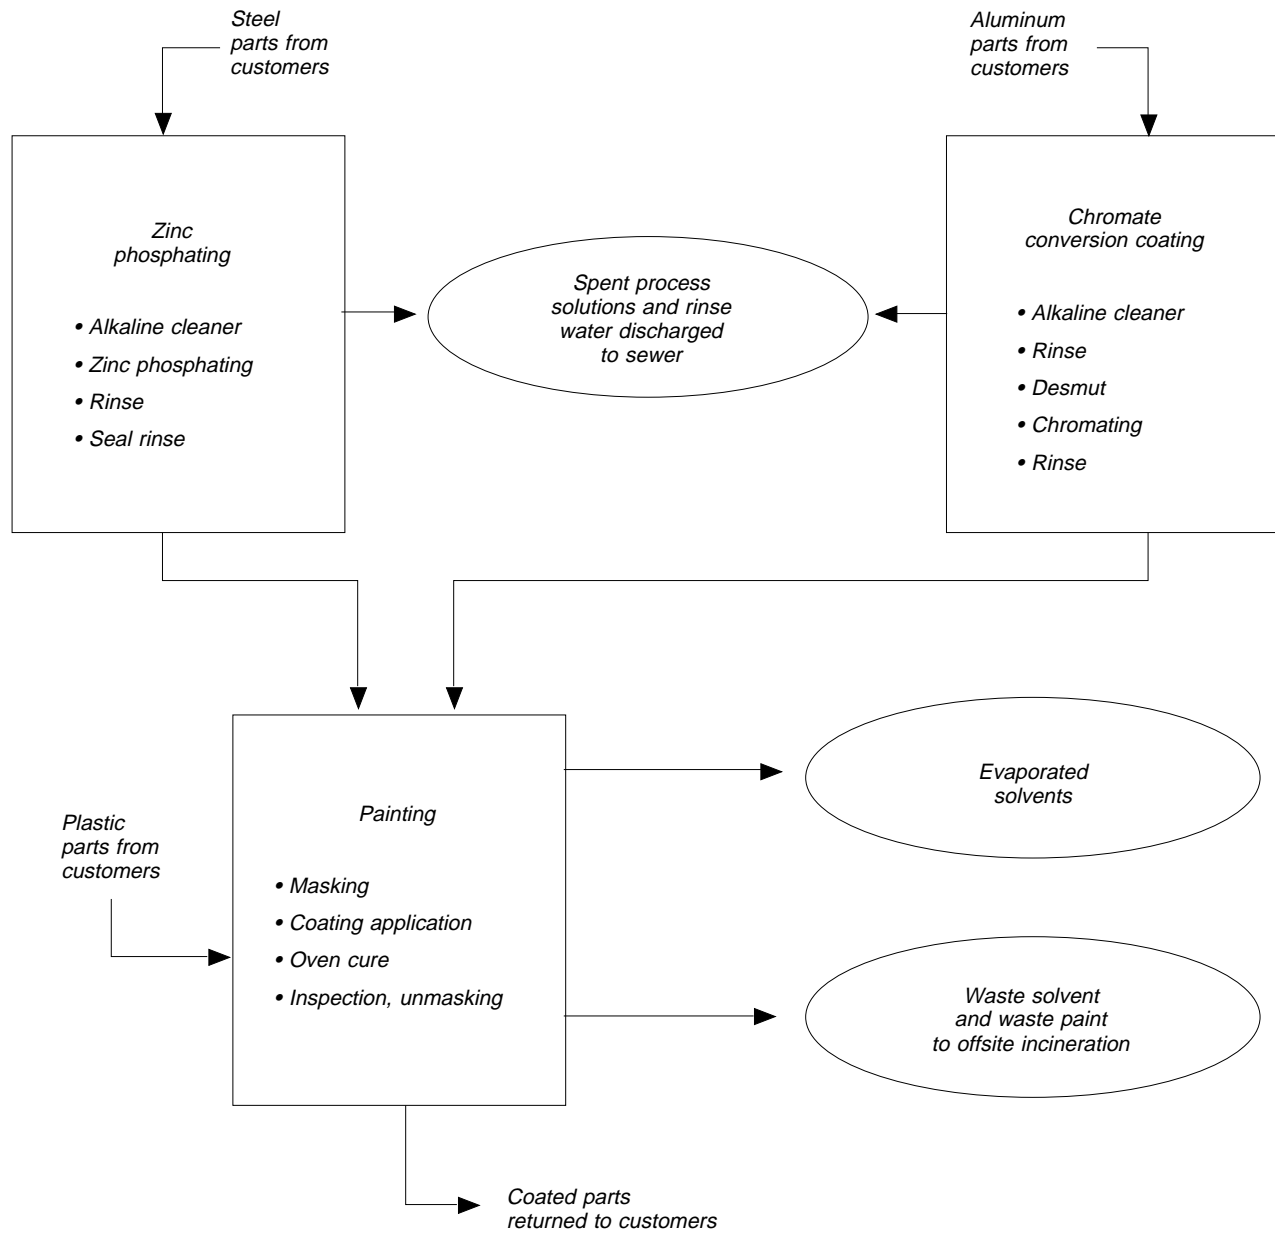 Steel
parts from
customers
Aluminum
parts from
customers
Zinc
phosphating
• Alkaline cleaner
• Zinc phosphating
• Rinse
• Seal rinse
Spent process
solutions and rinse
water discharged
to sewer
Chromate
conversion coating
• Alkaline cleaner
• Rinse
• Desmut
• Chromating
• Rinse
Plastic
parts from
customers
Painting
• Masking
• Coating application
• Oven cure
• Inspection, unmasking
Evaporated
solvents
Waste solvent
and waste paint
to offsite incineration
Coated parts
returned to customers